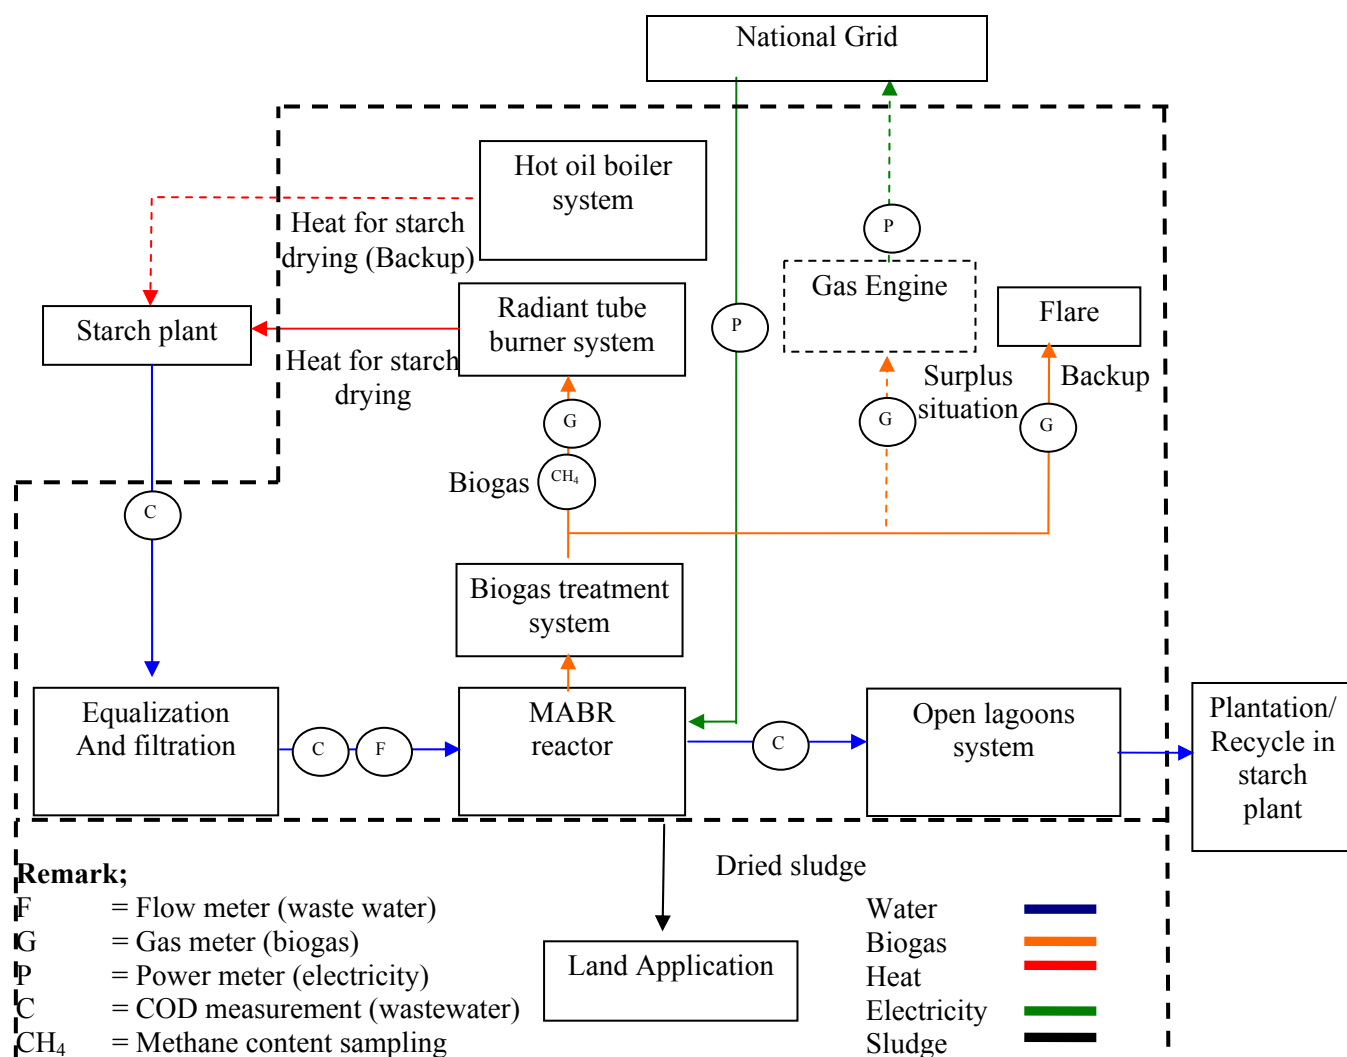 National Grid
Hot oil boiler
system
Heat for starch
drying (Backup)
P
Gas Engine
Starch plant
Radiant tube
burner system
P
Flare
Heat for starch
drying
Surplus
situation
Backup
G
G
G
Biogas
CH₄
C
Biogas treatment
system
Equalization
And filtration
C
F
MABR
reactor
C
Open lagoons
system
Plantation/
Recycle in
starch
plant
Dried sludge
Land Application
Remark;
F = Flow meter (waste water)
G = Gas meter (biogas)
P = Power meter (electricity)
C = COD measurement (wastewater)
CH₄ = Methane content sampling
Water
Biogas
Heat
Electricity
Sludge